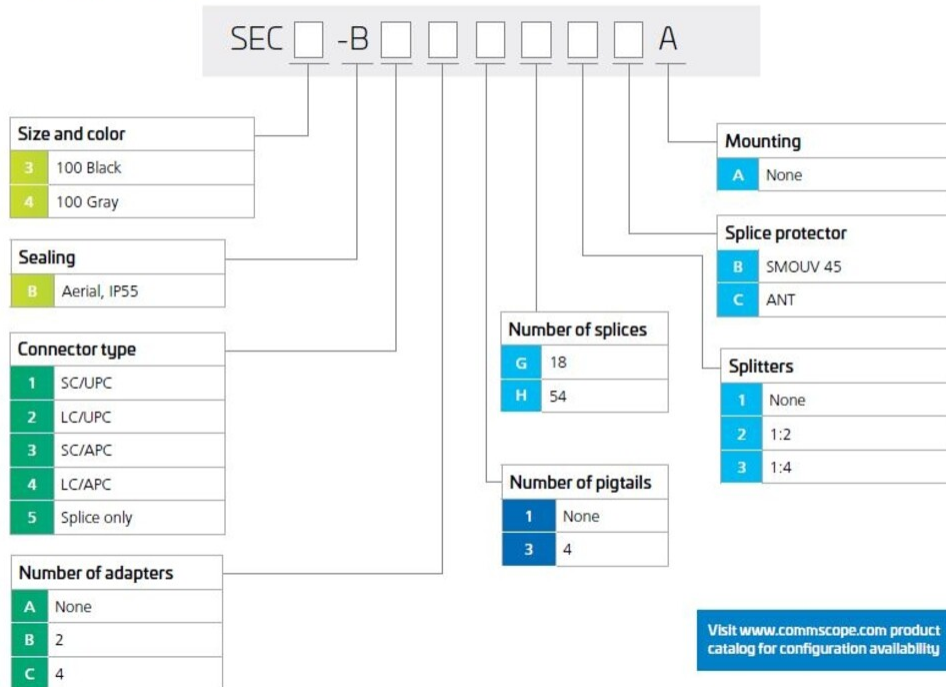 SEC -B A
Size and color
3 100 Black
4 100 Gray
Sealing
B Aerial, IP55
Connector type
1 SC/UPC
2 LC/UPC
3 SC/APC
4 LC/APC
5 Splice only
Number of adapters
A None
B 2
C 4
Number of splices
G 18
H 54
Number of pigtails
1 None
3 4
Mounting
A None
Splice protector
B SMOUV 45
C ANT
Splitters
1 None
2 1:2
3 1:4
Visit www.commscope.com product
catalog for configuration availability